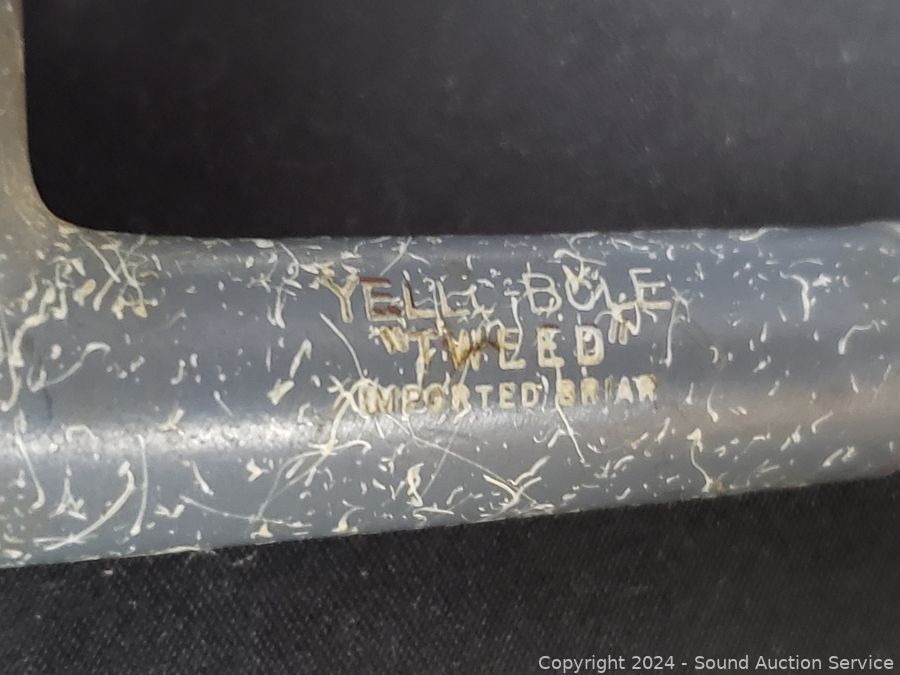 YELLO-BOLE
"TWEED"
IMPORTED BRIAR
Copyright 2024 - Sound Auction Service